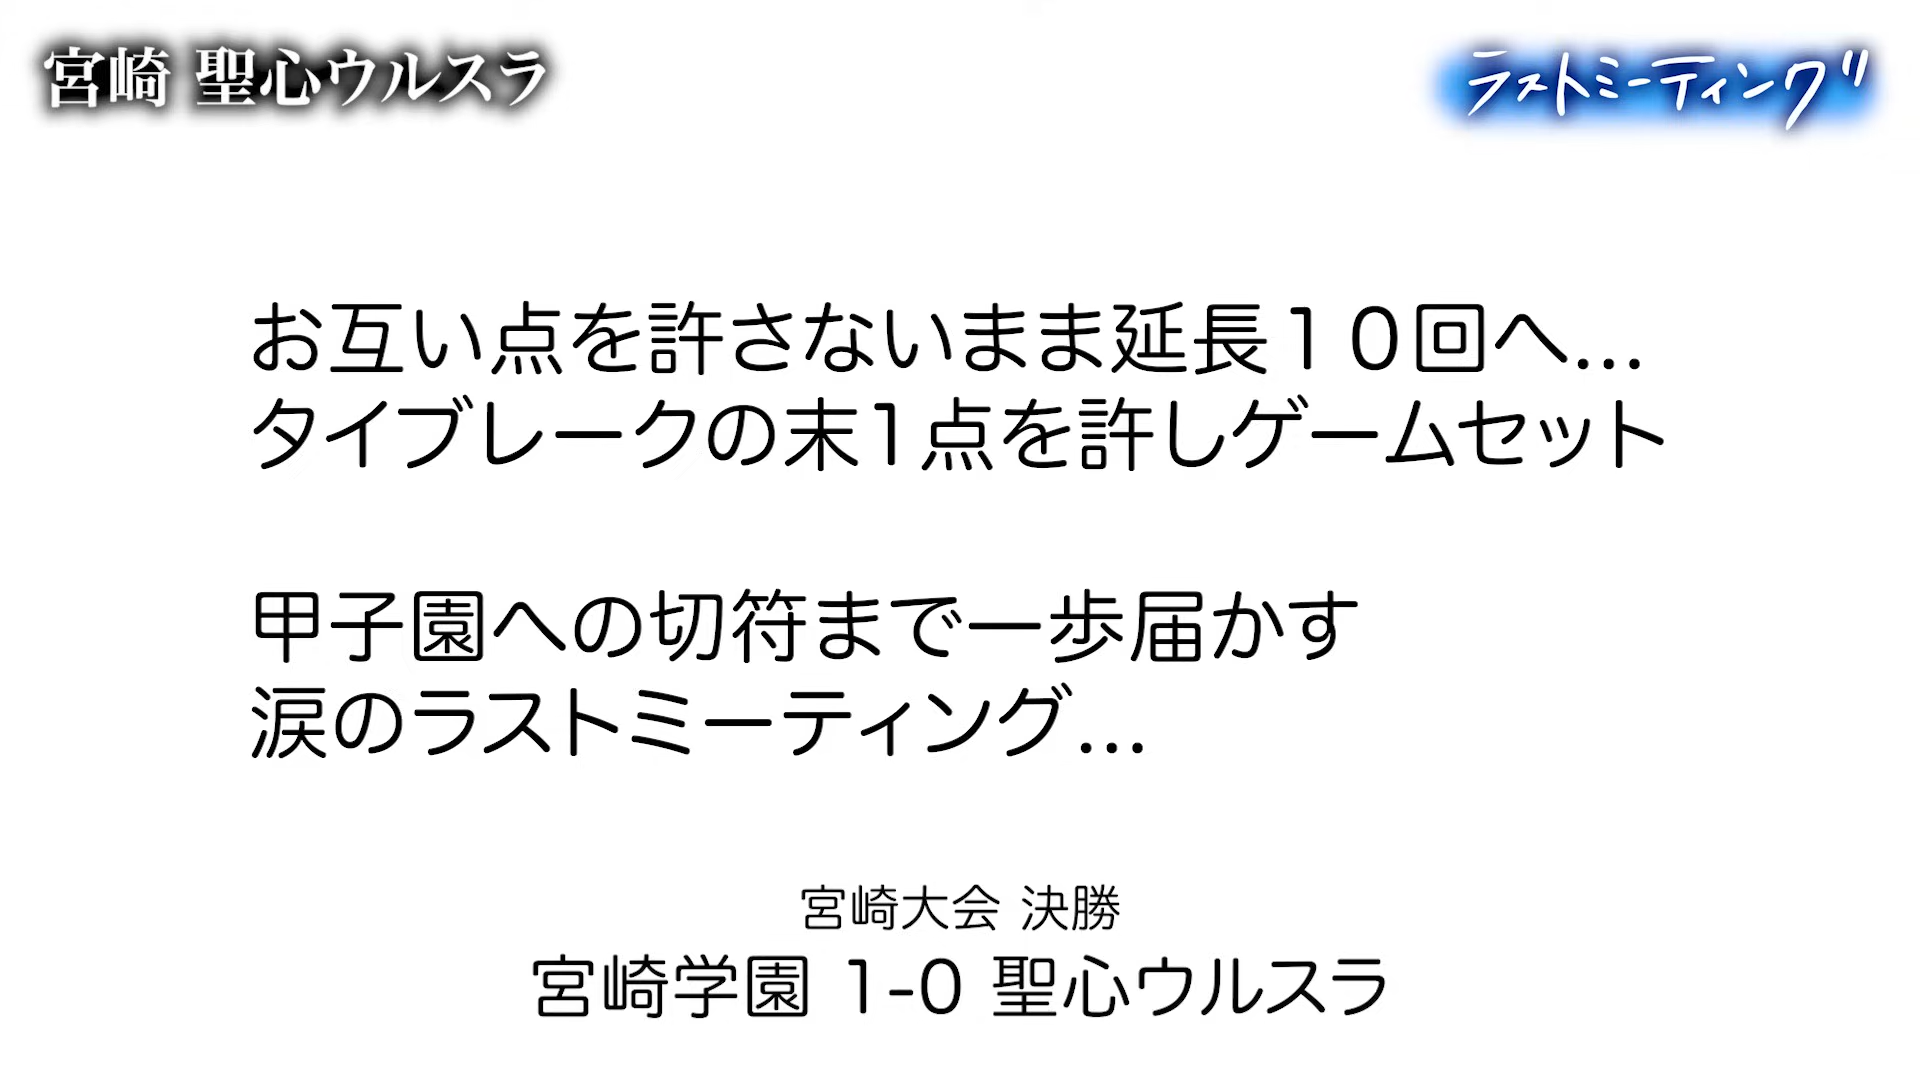 宮崎 聖心ウルスラ
ラストミーティング
お互い点を許さないまま延長１０回へ…
タイブレークの末1点を許しゲームセット
甲子園への切符まで一歩届かす
涙のラストミーティング…
宮崎大会 決勝
宮崎学園 1-0 聖心ウルスラ